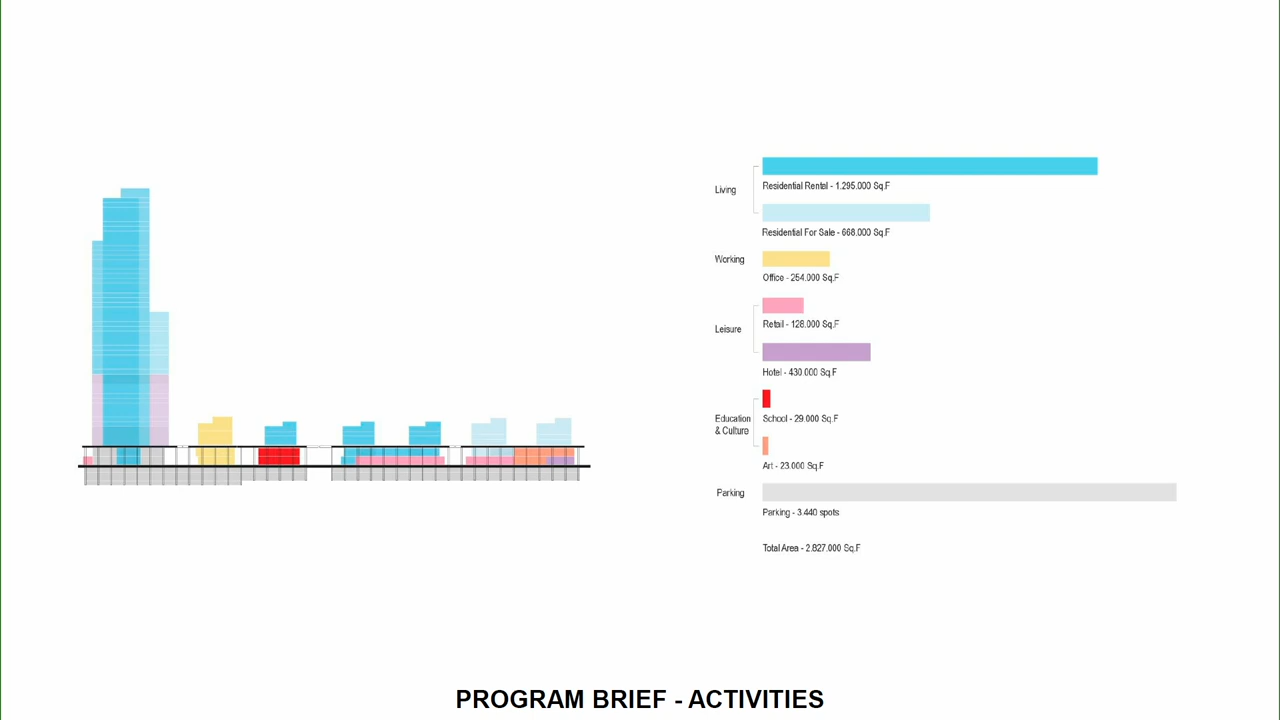 Living
Residential Rental - 1.295.000 Sq.F
Residential For Sale - 668.000 Sq.F
Working
Office - 254.000 Sq.F
Leisure
Retail - 128.000 Sq.F
Hotel - 430.000 Sq.F
Education
& Culture
School - 29.000 Sq.F
Art - 23.000 Sq.F
Parking
Parking - 3.440 spots
Total Area - 2.827.000 Sq.F
PROGRAM BRIEF - ACTIVITIES